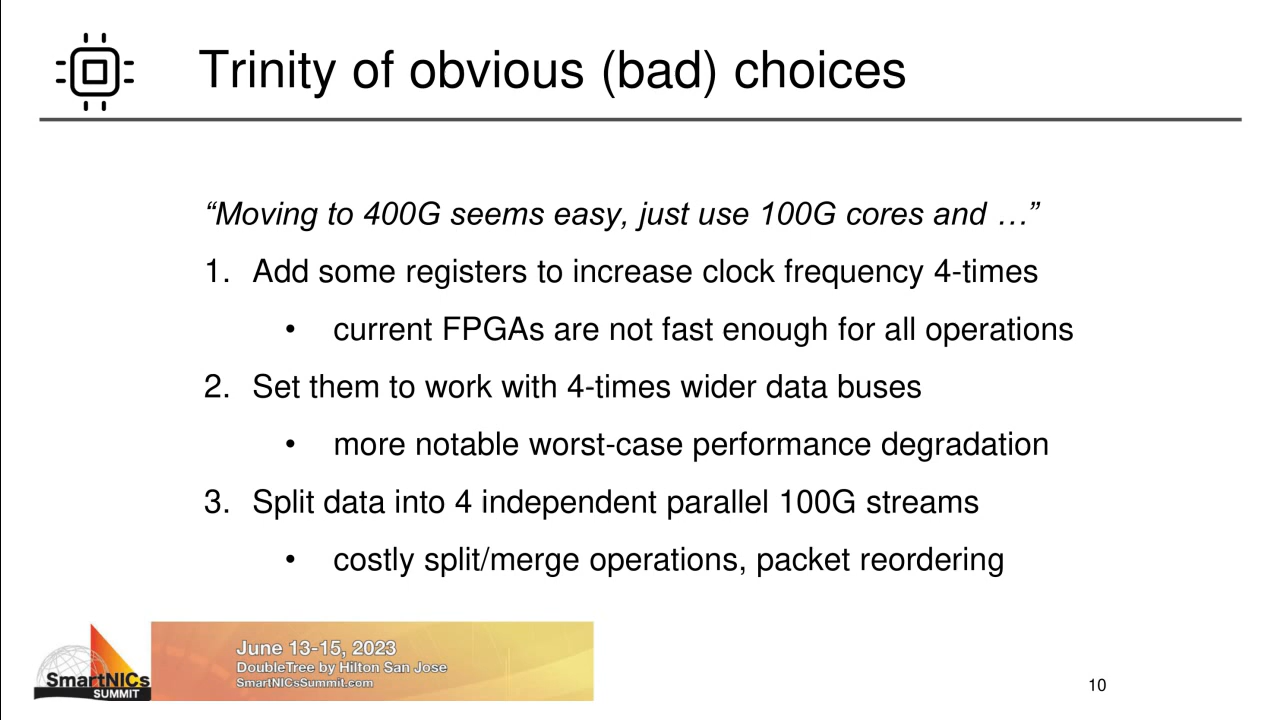 Trinity of obvious (bad) choices
“Moving to 400G seems easy, just use 100G cores and …”
1. Add some registers to increase clock frequency 4-times
• current FPGAs are not fast enough for all operations
2. Set them to work with 4-times wider data buses
• more notable worst-case performance degradation
3. Split data into 4 independent parallel 100G streams
• costly split/merge operations, packet reordering
SmartNICs
SUMMIT
June 13-15, 2023
DoubleTree by Hilton San Jose
SmartNICsSummit.com
10